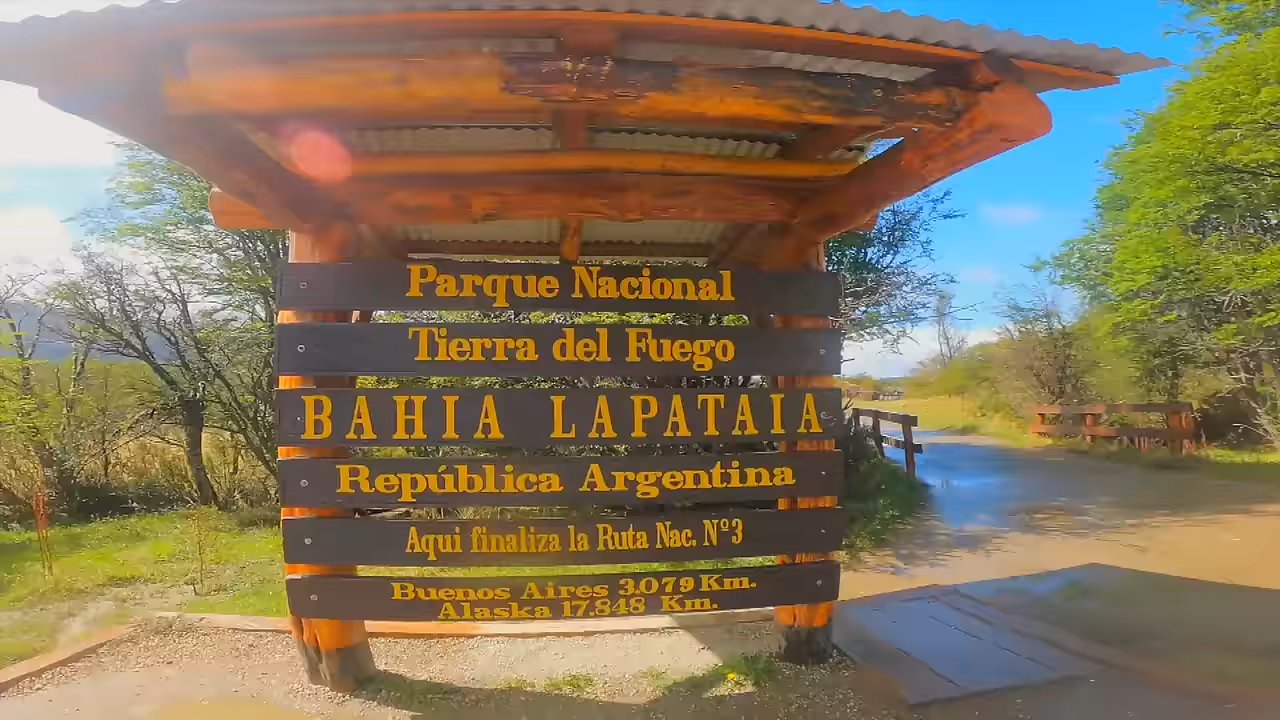 Parque Nacional
Tierra del Fuego
BAHIA LAPATAIA
República Argentina
Aqui finaliza la Ruta Nac. Nº3
Buenos Aires 3.079 Km.
Alaska 17.848 Km.